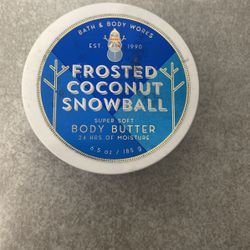 BATH & BODY WORKS
EST 1990
FROSTED
COCONUT
SNOWBALL
SUPER SOFT
BODY BUTTER
24 HRS OF MOISTURE
6.5 oz / 185 g